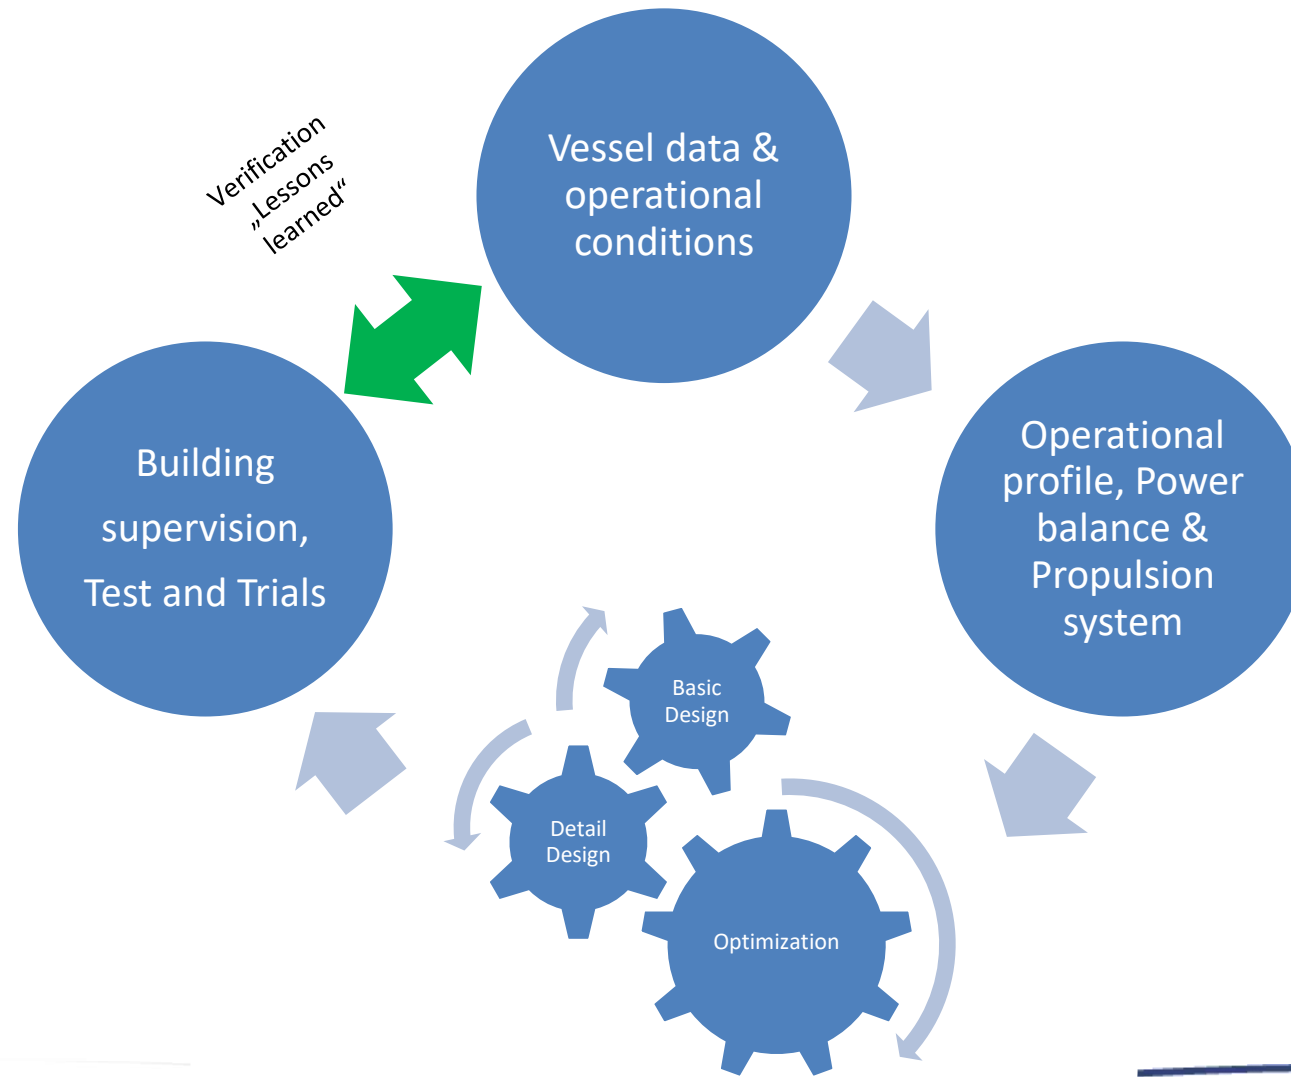 Verification
„Lessons
learned“
Vessel data &
operational
conditions
Operational
profile, Power
balance &
Propulsion
system
Building
supervision,
Test and Trials
Basic
Design
Detail
Design
Optimization